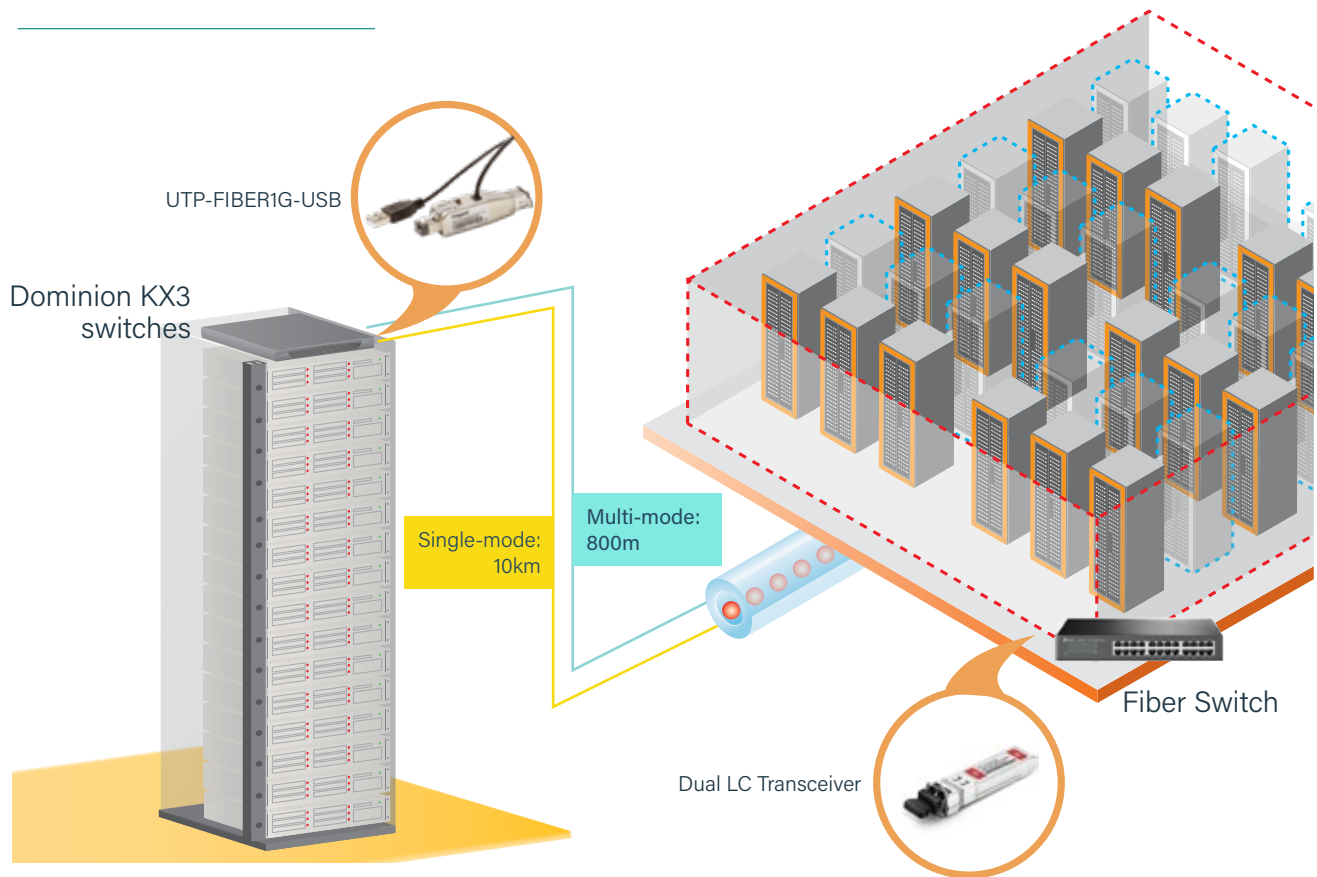 UTP-FIBER1G-USB
Dominion KX3
switches
Single-mode:
10km
Multi-mode:
800m
Fiber Switch
Dual LC Transceiver